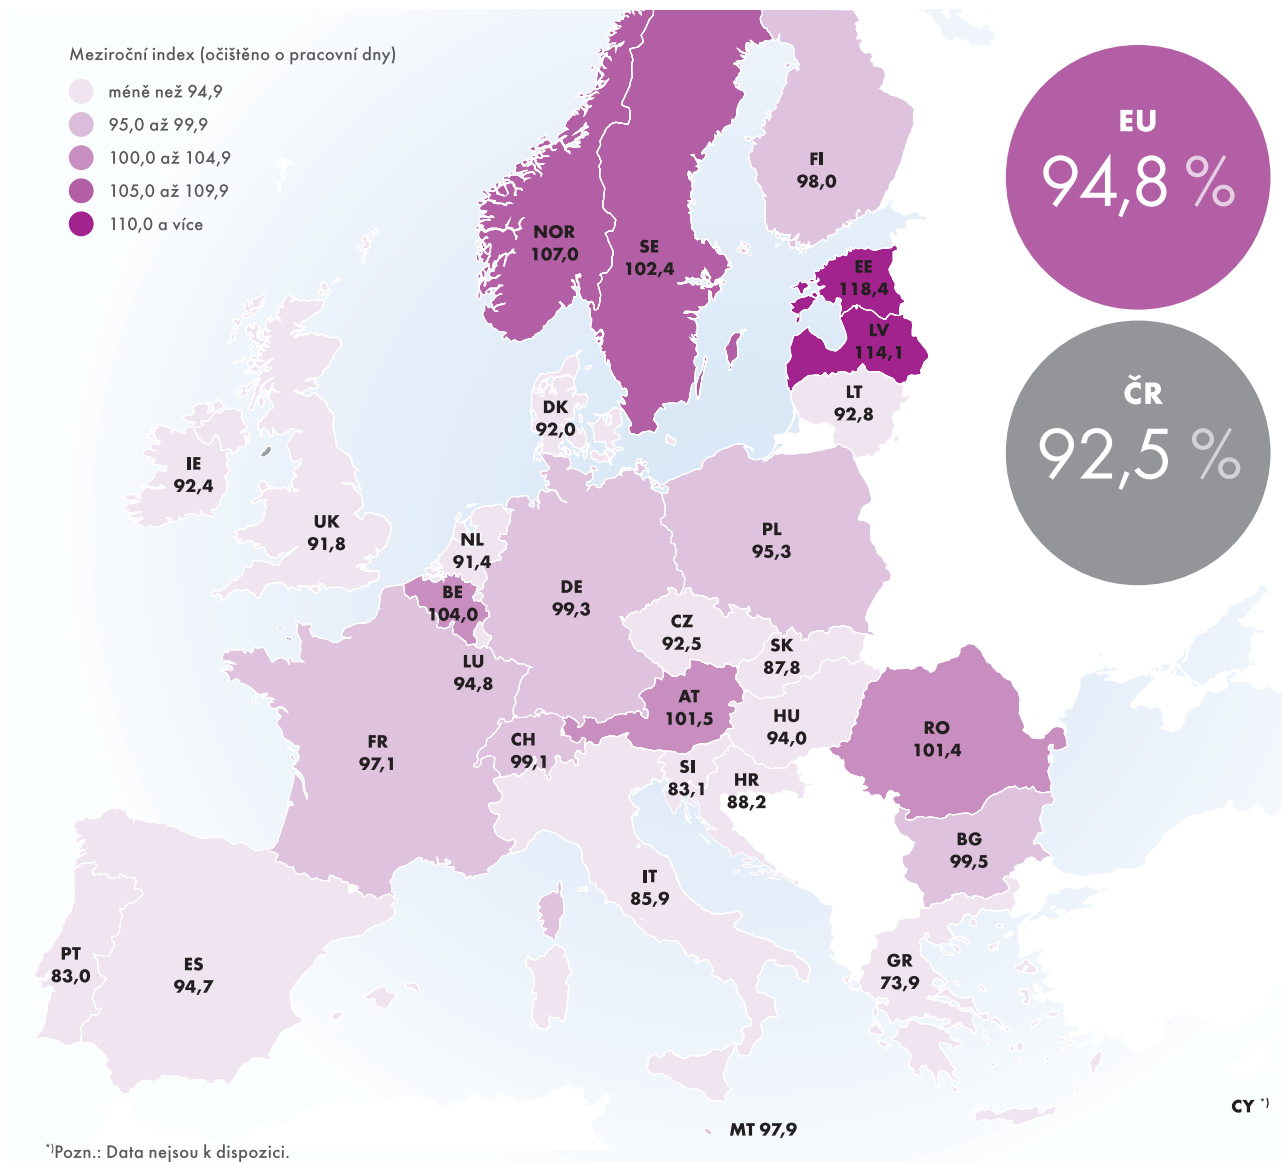 Meziroční index (očištěno o pracovní dny)
méně než 94,9
95,0 až 99,9
100,0 až 104,9
105,0 až 109,9
110,0 a více
EU
94,8 %
ČR
92,5 %
FI
98,0
NOR
107,0
SE
102,4
EE
118,4
LV
114,1
LT
92,8
DK
92,0
IE
92,4
UK
91,8
NL
91,4
BE
104,0
DE
99,3
PL
95,3
CZ
92,5
SK
87,8
LU
94,8
AT
101,5
HU
94,0
RO
101,4
FR
97,1
CH
99,1
SI
83,1
HR
88,2
BG
99,5
IT
85,9
PT
83,0
ES
94,7
GR
73,9
CY *)
MT 97,9
*)Pozn.: Data nejsou k dispozici.